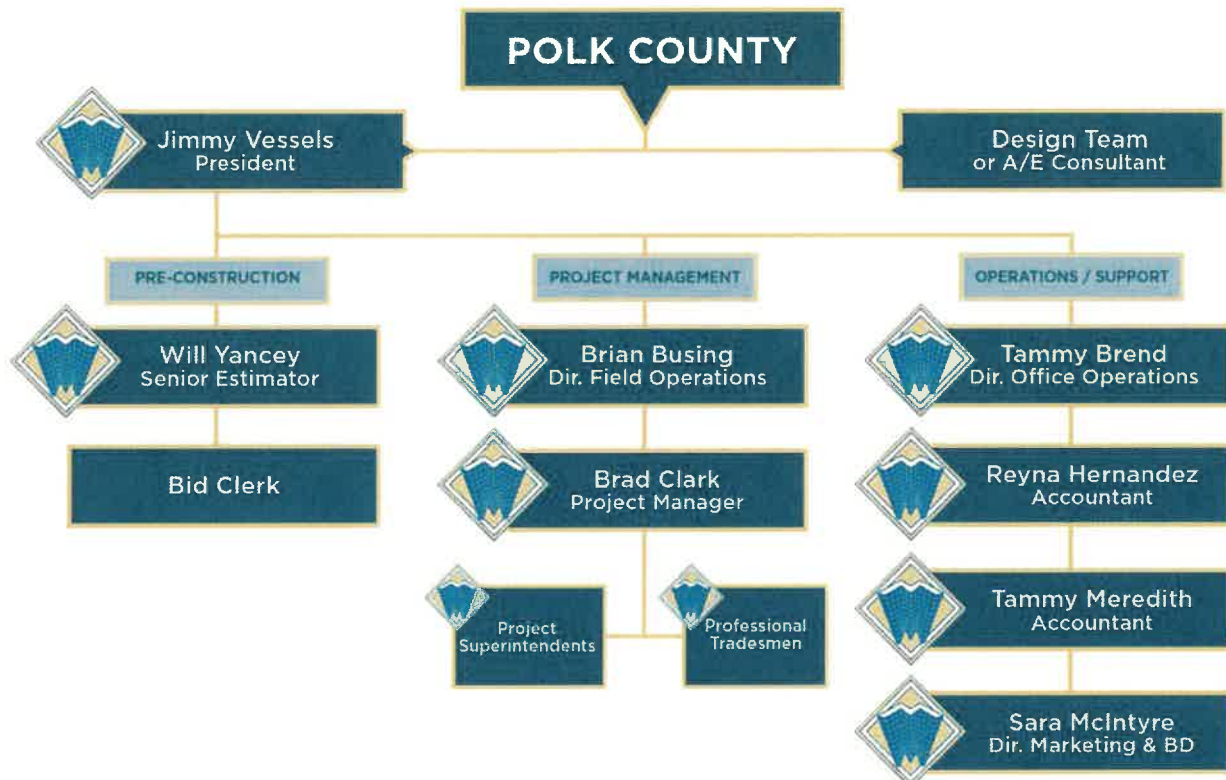 POLK COUNTY
Jimmy Vessels
President
Design Team
or A/E Consultant
PRE-CONSTRUCTION
PROJECT MANAGEMENT
OPERATIONS / SUPPORT
Will Yancey
Senior Estimator
Brian Busing
Dir. Field Operations
Tammy Brend
Dir. Office Operations
Bid Clerk
Brad Clark
Project Manager
Reyna Hernandez
Accountant
Project
Superintendents
Professional
Tradesmen
Tammy Meredith
Accountant
Sara McIntyre
Dir. Marketing & BD